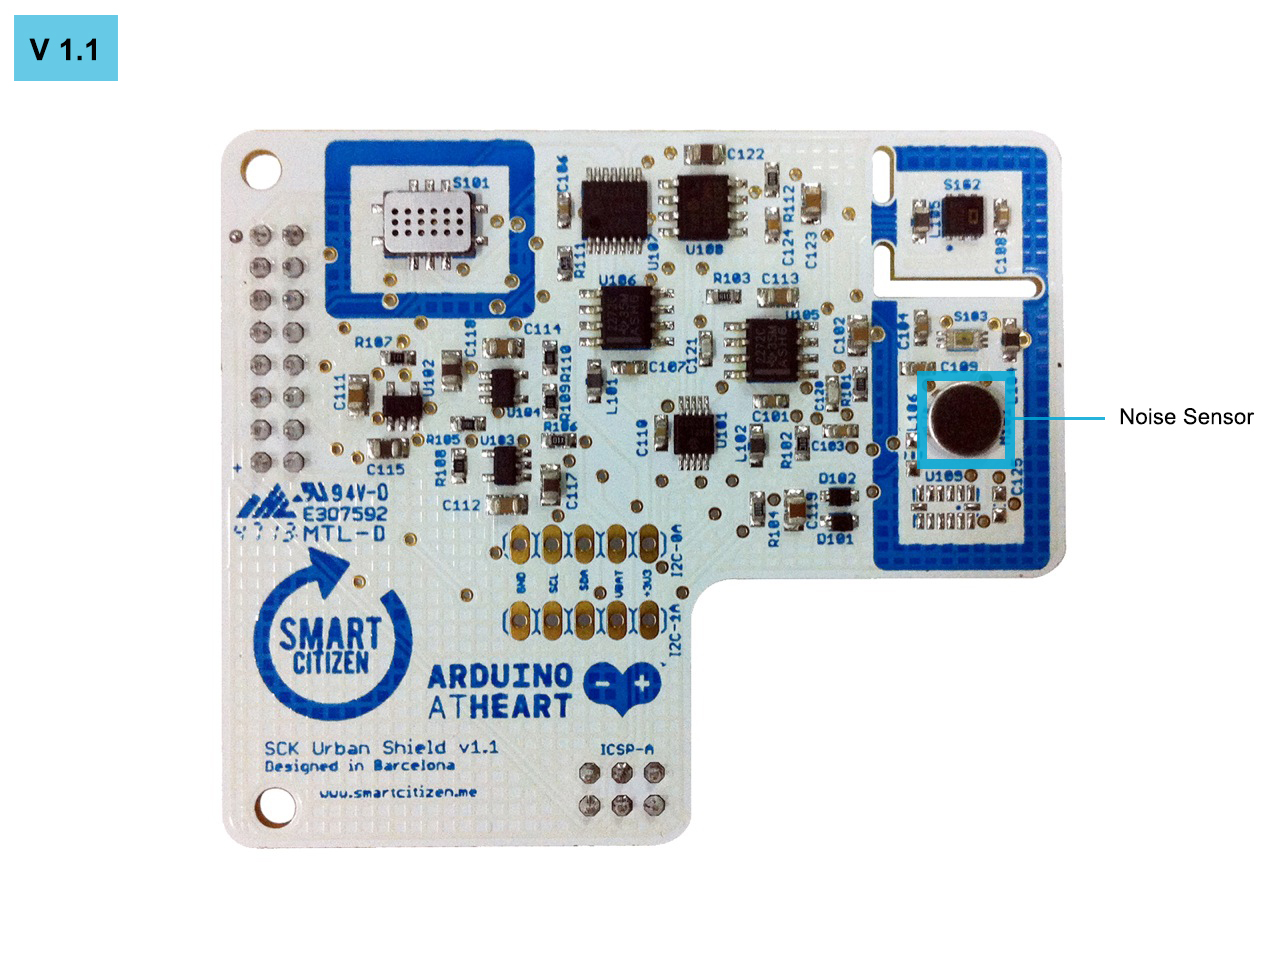 V 1.1
Noise Sensor
S101
C106
C122
R112
C124
C123
U108
U107
R111
U106
R103
C113
U105
S102
L105
C108
C104
S103
C109
C102
C114
C118
R107
U102
C111
R110
R109
U104
L101
C107
C121
C120
R101
C101
L106
R105
U103
R106
C110
U101
L102
R102
C103
C115
R108
C112
C117
D102
R104
C119
D101
U109
C125
94V-0
E307592
MTL-D
GND
SCL
SDA
VBAT
+3V3
I2C-0A
I2C-1A
SMART
CITIZEN
ARDUINO
ATHEART
SCK Urban Shield v1.1
Designed in Barcelona
www.smartcitizen.me
ICSP-A